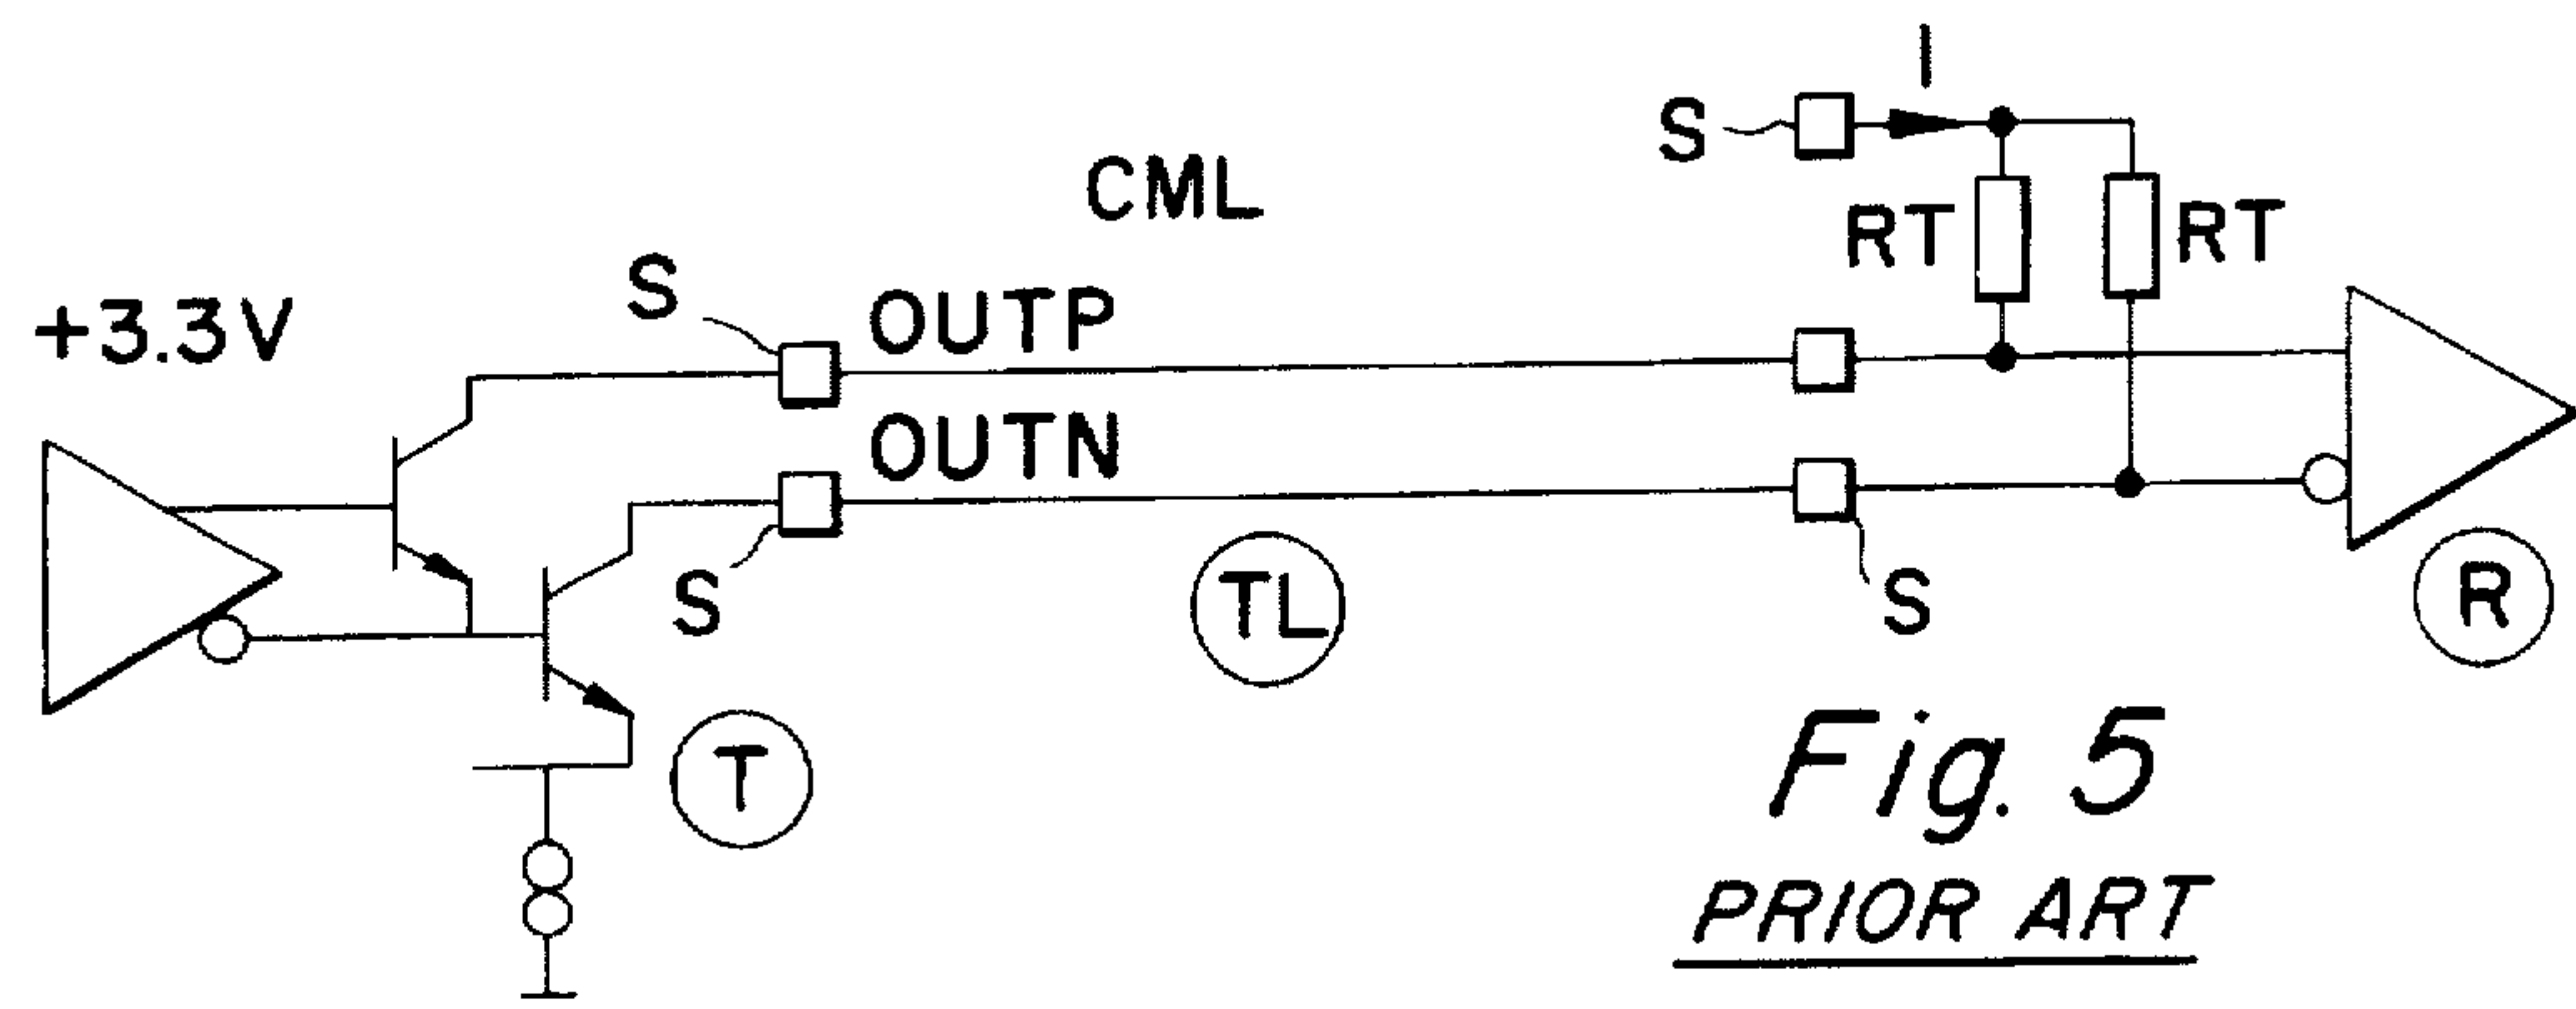 I
S
CML
RT
RT
S
OUTP
+3.3V
OUTN
S
TL
S
R
T
Fig. 5
PRIOR ART